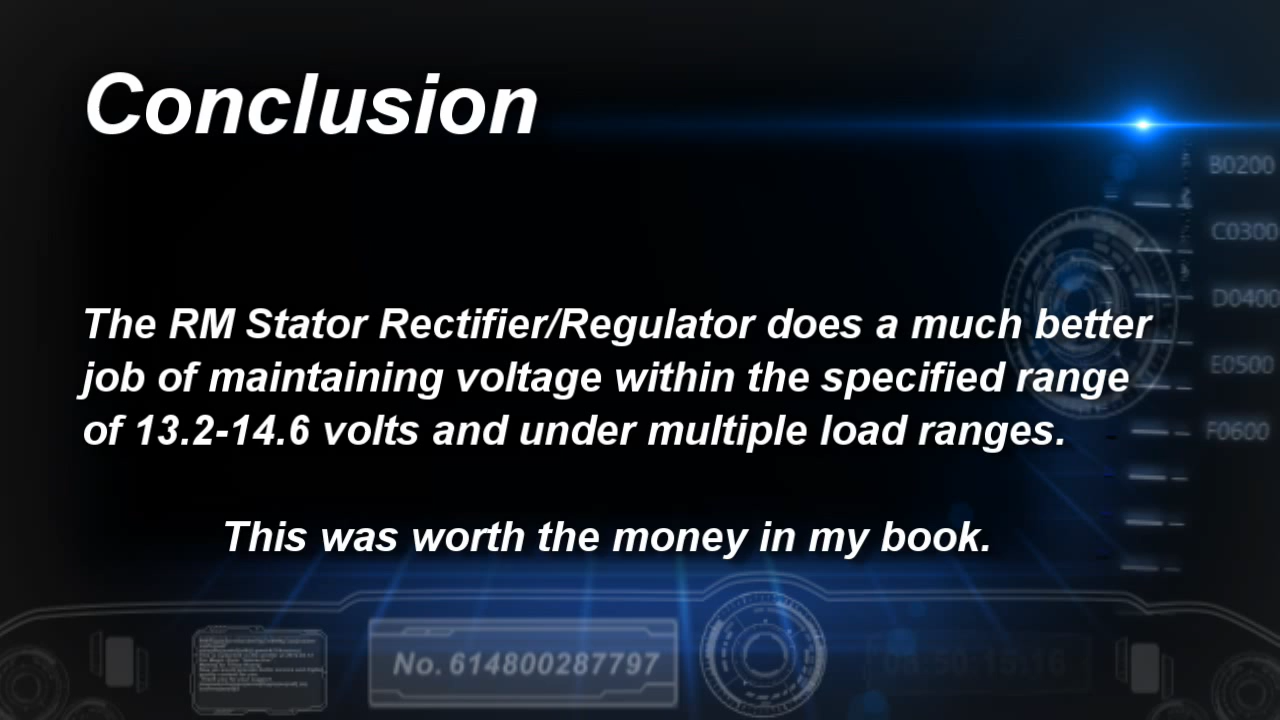 Conclusion
B0200
C0300
The RM Stator Rectifier/Regulator does a much better
D0400
job of maintaining voltage within the specified range
E0500
of 13.2-14.6 volts and under multiple load ranges.
F0600
This was worth the money in my book.
No. 614800287797